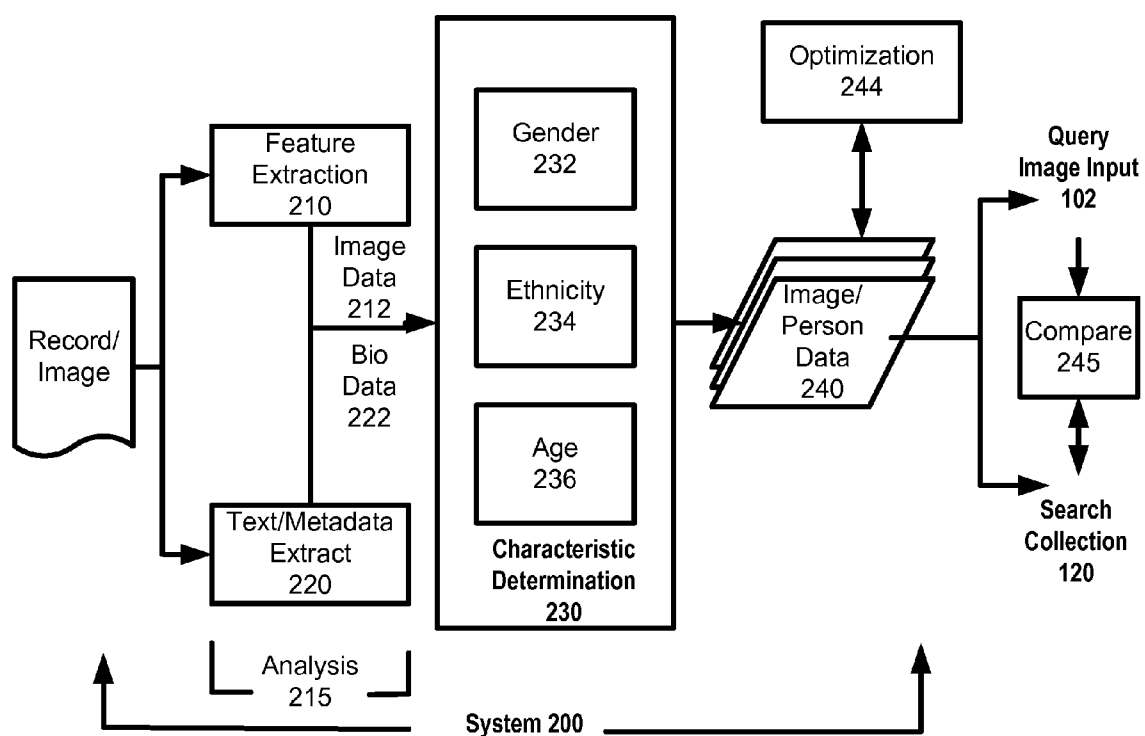 Record/
Image
Feature
Extraction
210
Image
Data
212
Bio
Data
222
Text/Metadata
Extract
220
Analysis
215
Gender
232
Ethnicity
234
Age
236
Characteristic
Determination
230
Optimization
244
Image/
Person
Data
240
Query
Image Input
102
Compare
245
Search
Collection
120
System 200